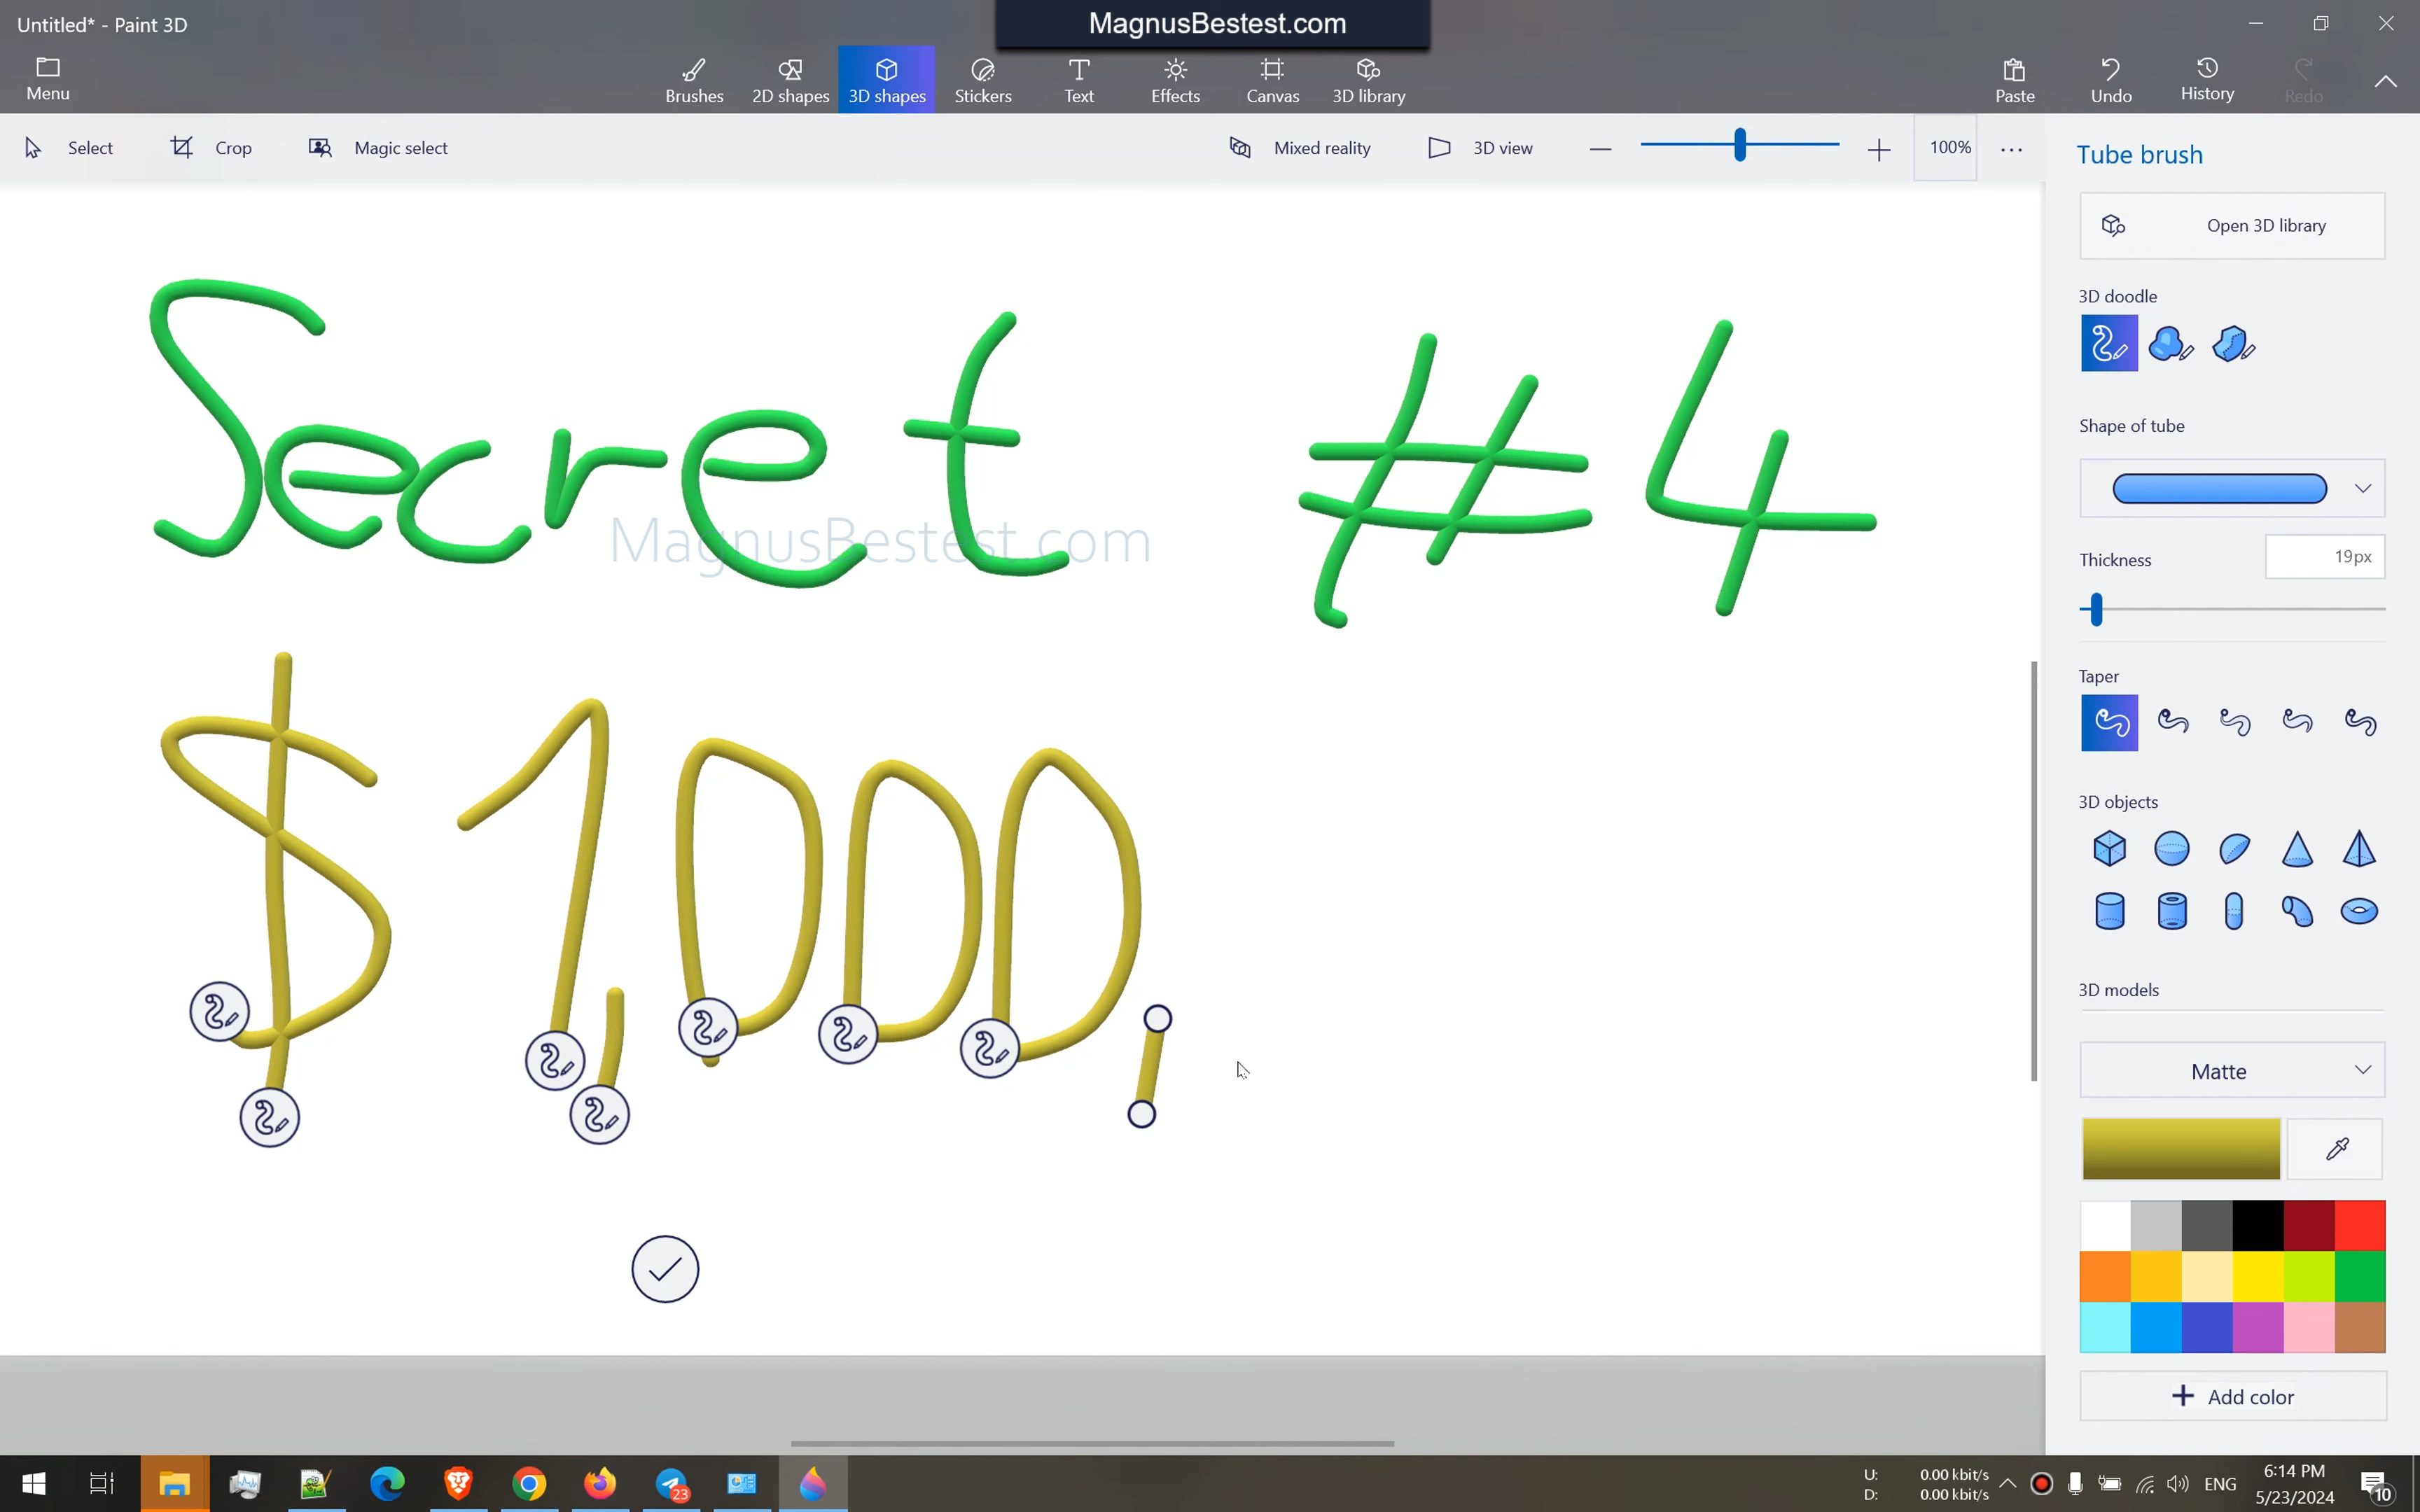 Untitled* - Paint 3D
MagnusBestest.com
Menu
Brushes 2D shapes 3D shapes Stickers Text Effects Canvas 3D library
Paste Undo History Redo
Select Crop Magic select Mixed reality 3D view 100%
Tube brush
Open 3D library
3D doodle
Shape of tube
Thickness 19px
Taper
3D objects
3D models
Matte
Add color
Secret #4
MagnusBestest.com
$1,000,
23
U: 0.00 kbit/s
D: 0.00 kbit/s
ENG
6:14 PM
5/23/2024
10